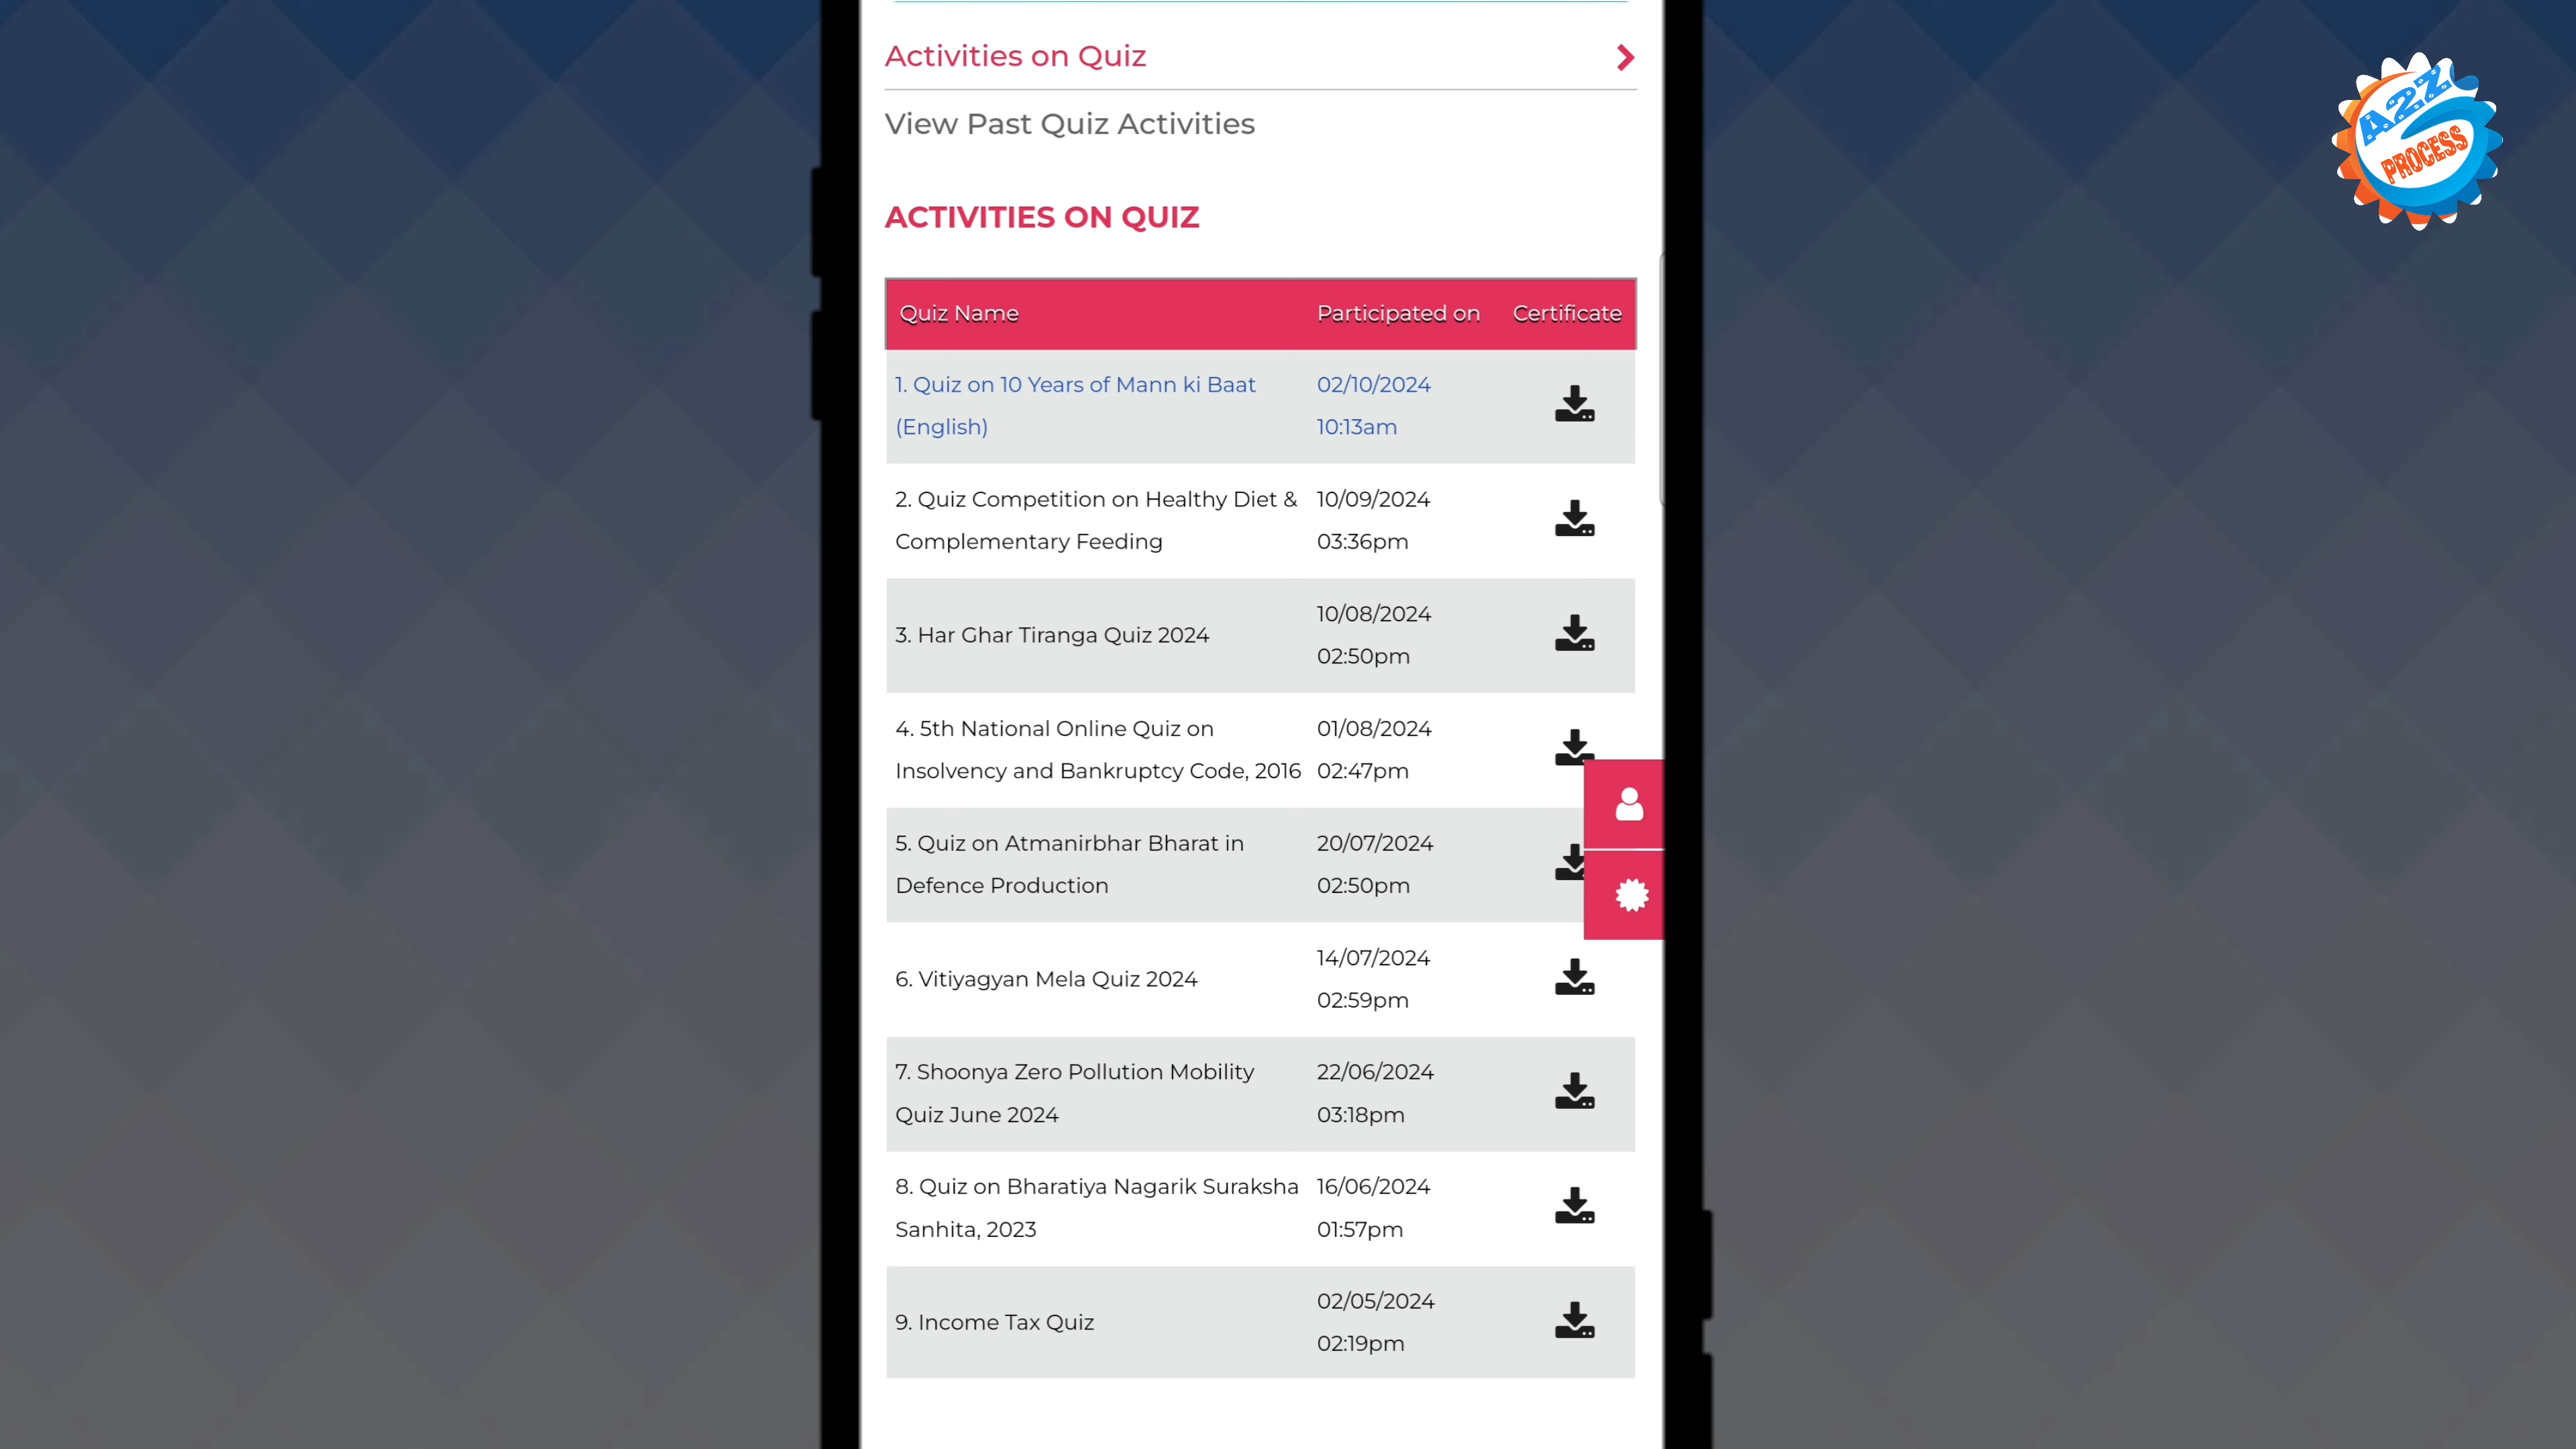 A2Z
PROCESS
Activities on Quiz
View Past Quiz Activities
ACTIVITIES ON QUIZ
Quiz Name Participated on Certificate
1. Quiz on 10 Years of Mann ki Baat 02/10/2024
(English) 10:13am
2. Quiz Competition on Healthy Diet & 10/09/2024
Complementary Feeding 03:36pm
3. Har Ghar Tiranga Quiz 2024 10/08/2024
02:50pm
4. 5th National Online Quiz on 01/08/2024
Insolvency and Bankruptcy Code, 2016 02:47pm
5. Quiz on Atmanirbhar Bharat in 20/07/2024
Defence Production 02:50pm
6. Vitiyagyan Mela Quiz 2024 14/07/2024
02:59pm
7. Shoonya Zero Pollution Mobility 22/06/2024
Quiz June 2024 03:18pm
8. Quiz on Bharatiya Nagarik Suraksha 16/06/2024
Sanhita, 2023 01:57pm
9. Income Tax Quiz 02/05/2024
02:19pm